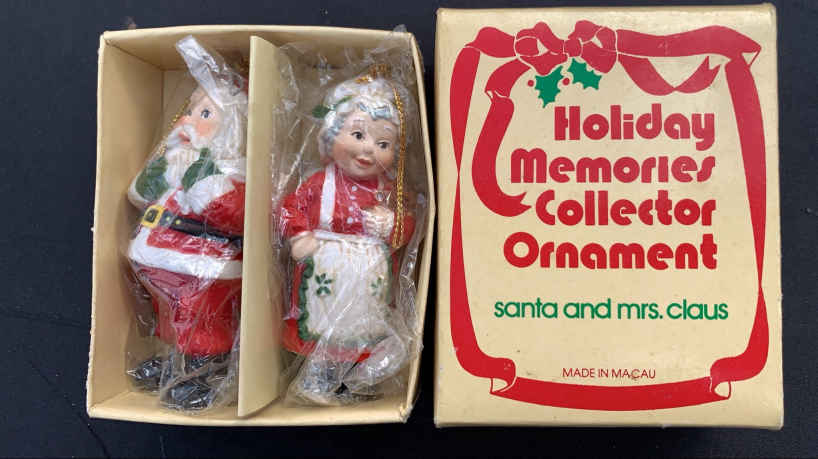 Holiday
Memories
Collector
Ornament
santa and mrs. claus
MADE IN MACAU